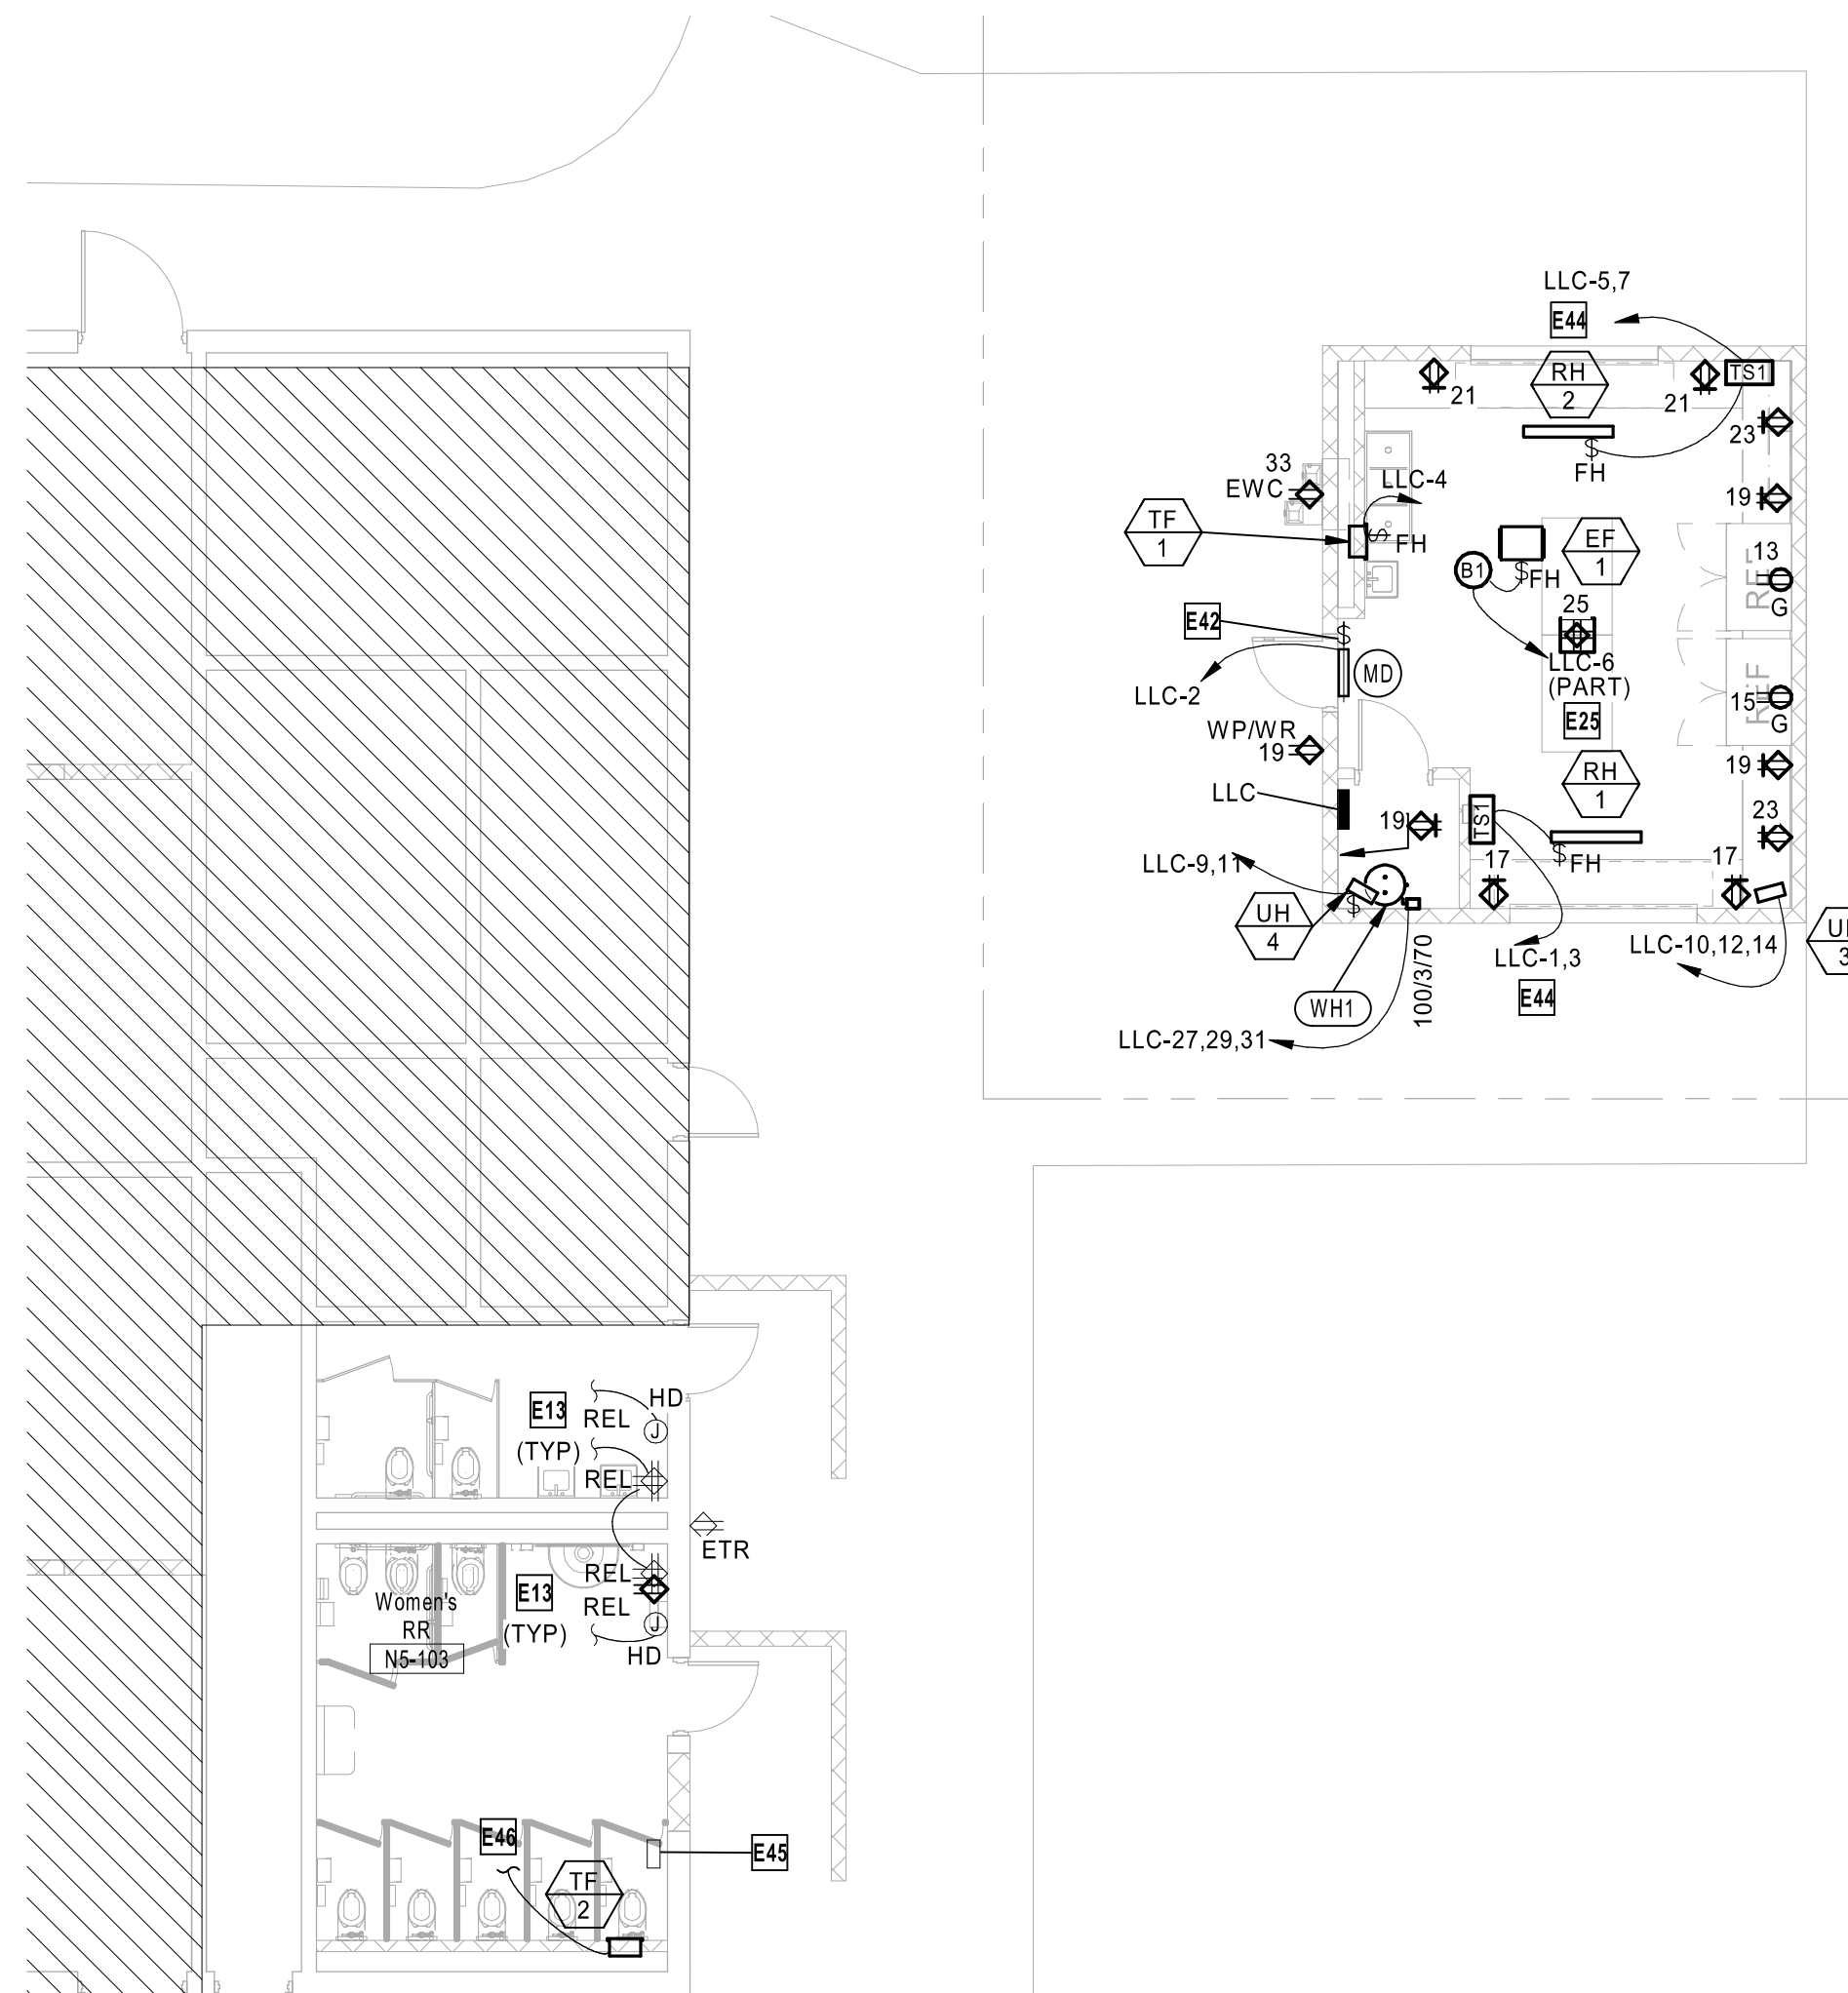 LLC-5,7
E44
RH
2
TS1
21
21
23
FH
33
EWC
LLC-4
19
TF
1
FH
EF
1
13
REF
B1
FH
G
25
E42
LLC-6
(PART)
MD
LLC-2
REF
15
E25
G
WP/WR
19
RH
1
19
LLC
19
TS1
23
LLC-9,11
17
FH
17
UH
4
LLC-1,3
LLC-10,12,14
3
E44
100/3/70
WH1
LLC-27,29,31
HD
E13
REL
J
(TYP)
REL
ETR
REL
E13
Women's
REL
RR
(TYP)
J
N5-103
HD
E46
E45
TF
2